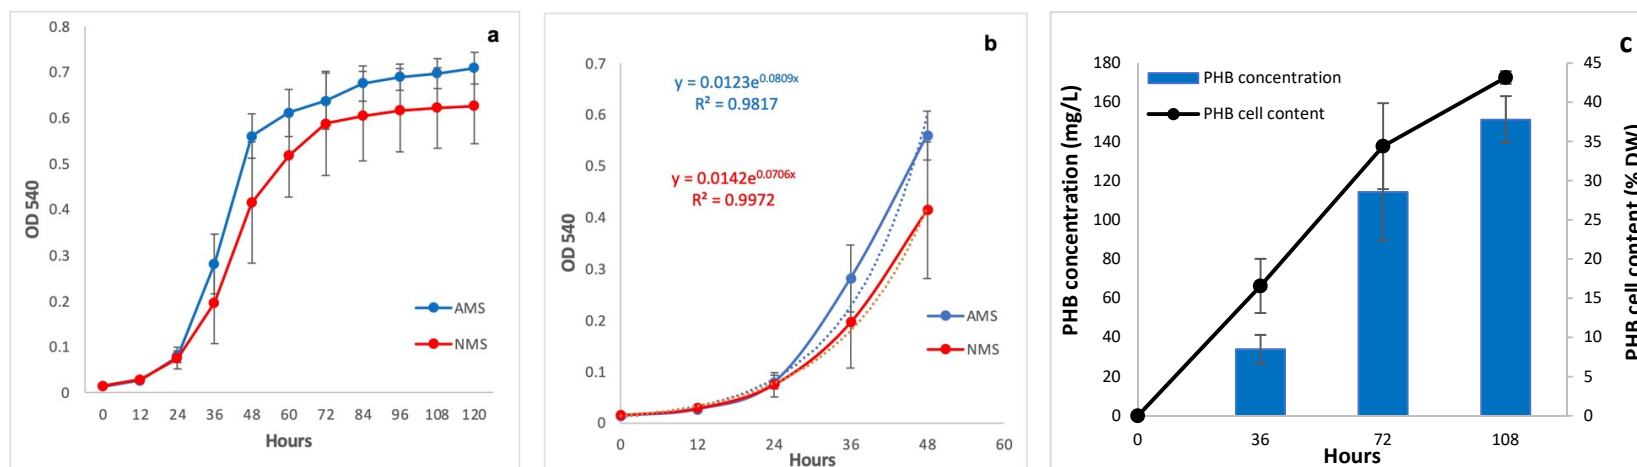 a
0.8
0.7
0.6
0.5
0.4
0.3
0.2
0.1
0
OD 540
AMS
NMS
0 12 24 36 48 60 72 84 96 108 120
Hours
b
0.7
0.6
0.5
0.4
0.3
0.2
0.1
0
OD 540
y = 0.0123e^0.0809x
R² = 0.9817
y = 0.0142e^0.0706x
R² = 0.9972
AMS
NMS
0 12 24 36 48 60
Hours
c
180
160
140
120
100
80
60
40
20
0
PHB concentration (mg/L)
PHB concentration
PHB cell content
45
40
35
30
25
20
15
10
5
0
PHB cell content (% DW)
0 36 72 108
Hours